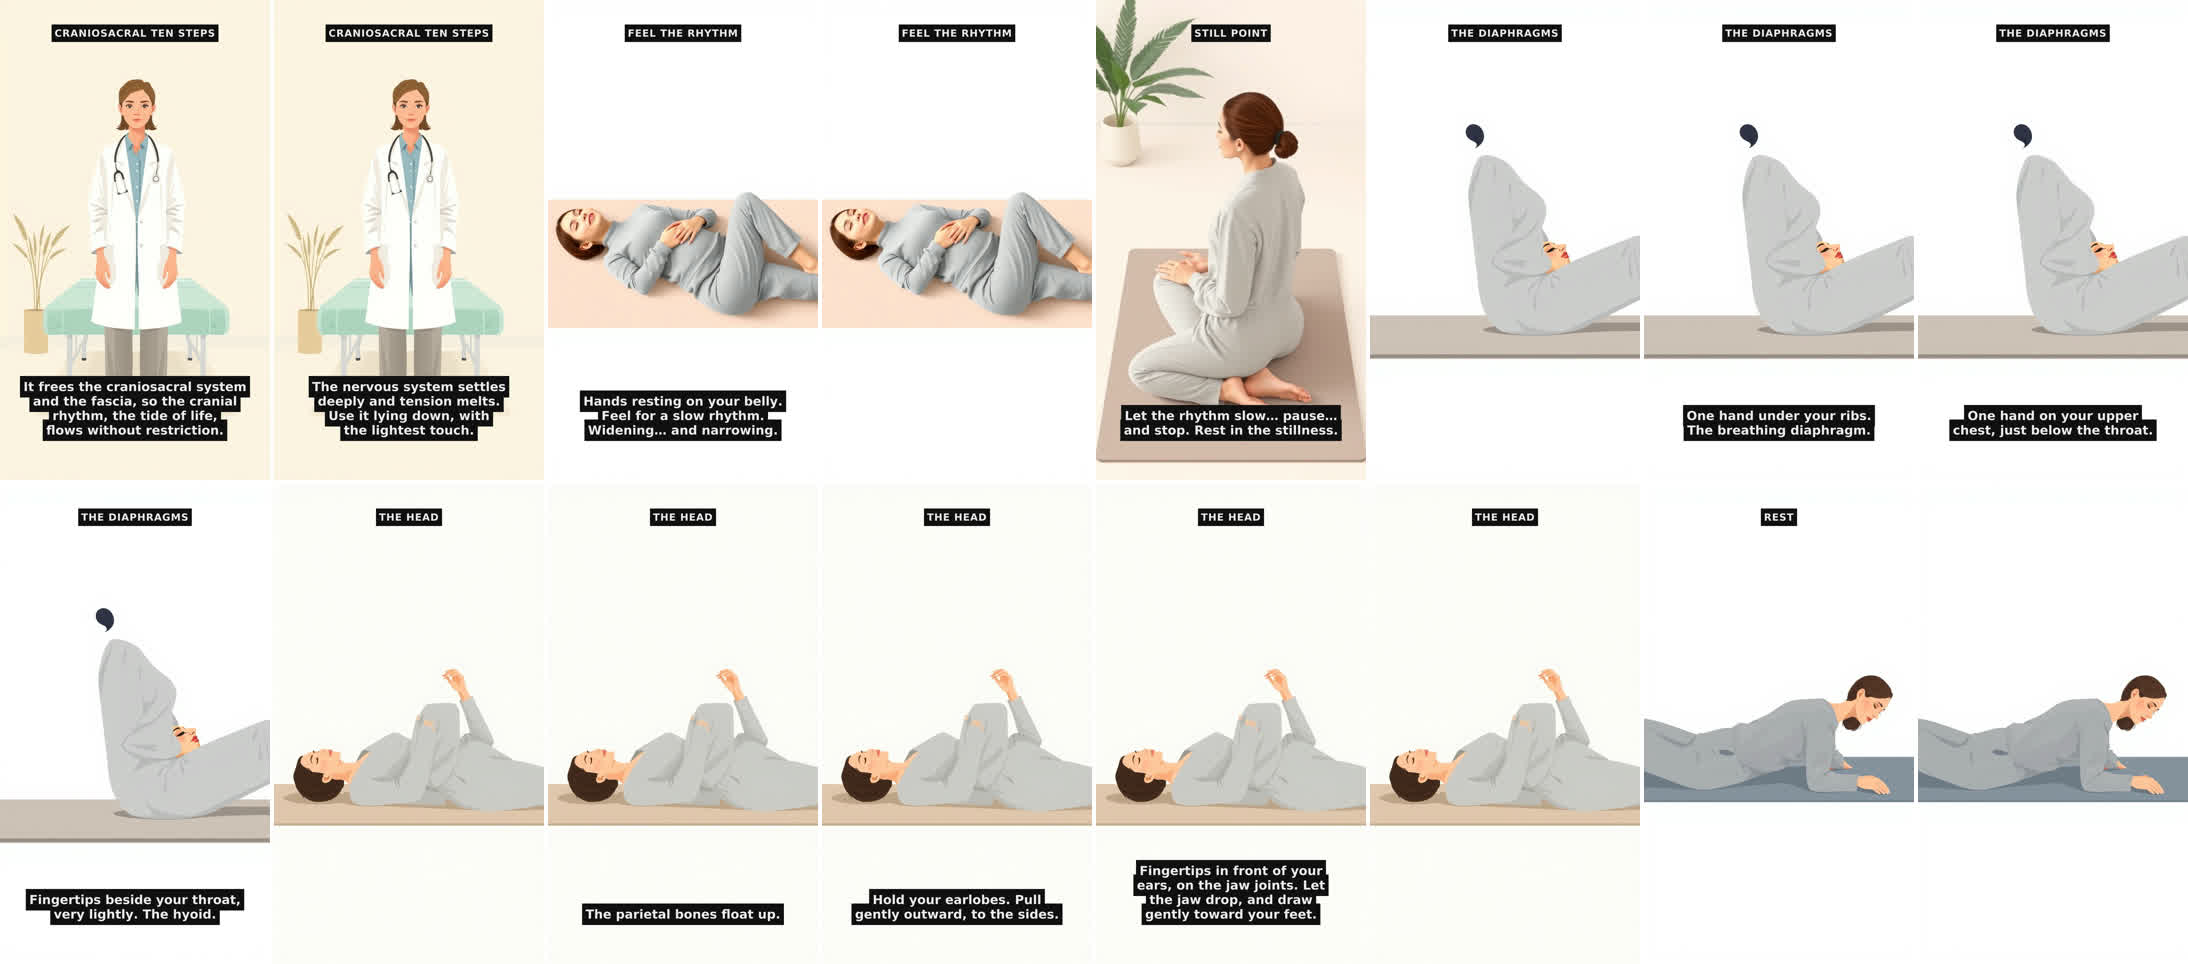 CRANIOSACRAL TEN STEPS
It frees the craniosacral system
and the fascia, so the cranial
rhythm, the tide of life,
flows without restriction.
CRANIOSACRAL TEN STEPS
The nervous system settles
deeply and tension melts.
Use it lying down, with
the lightest touch.
FEEL THE RHYTHM
Hands resting on your belly.
Feel for a slow rhythm.
Widening… and narrowing.
FEEL THE RHYTHM
STILL POINT
Let the rhythm slow… pause…
and stop. Rest in the stillness.
THE DIAPHRAGMS
THE DIAPHRAGMS
One hand under your ribs.
The breathing diaphragm.
THE DIAPHRAGMS
One hand on your upper
chest, just below the throat.
THE DIAPHRAGMS
Fingertips beside your throat,
very lightly. The hyoid.
THE HEAD
THE HEAD
The parietal bones float up.
THE HEAD
Hold your earlobes. Pull
gently outward, to the sides.
THE HEAD
Fingertips in front of your
ears, on the jaw joints. Let
the jaw drop, and draw
gently toward your feet.
THE HEAD
REST